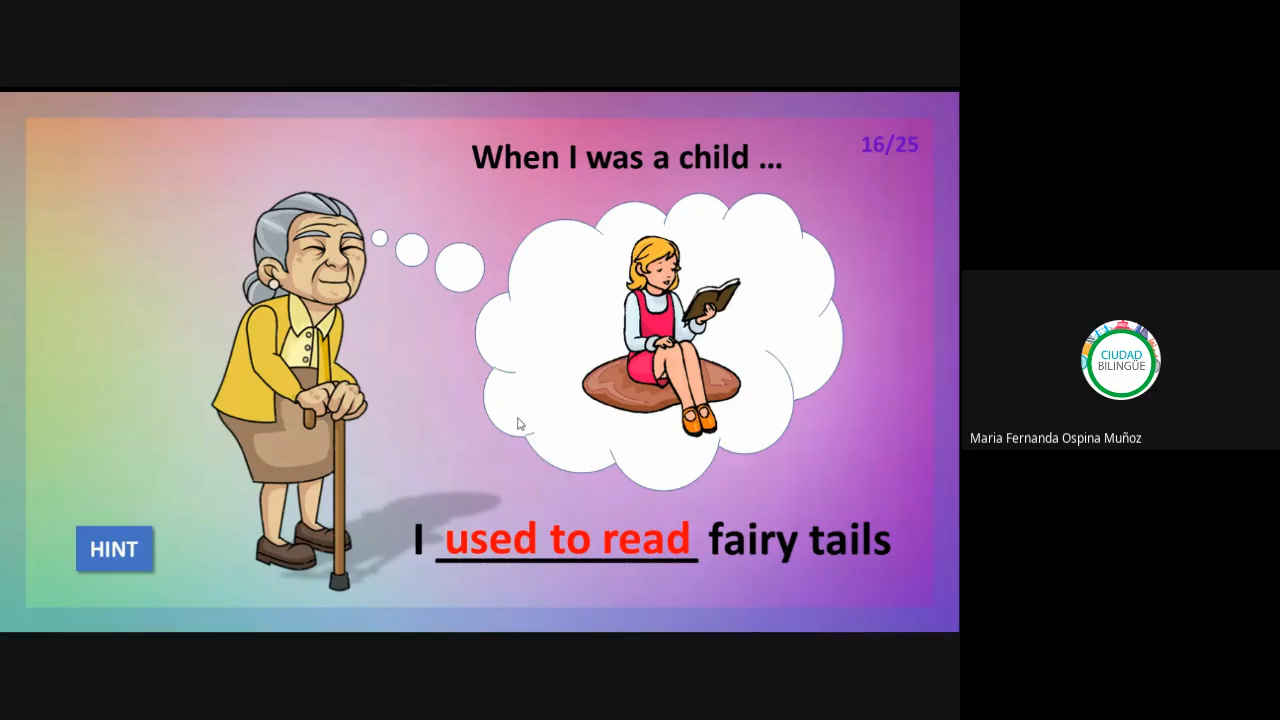 When I was a child ...
16/25
I used to read fairy tails
HINT
CIUDAD
BILINGÜE
Maria Fernanda Ospina Muñoz